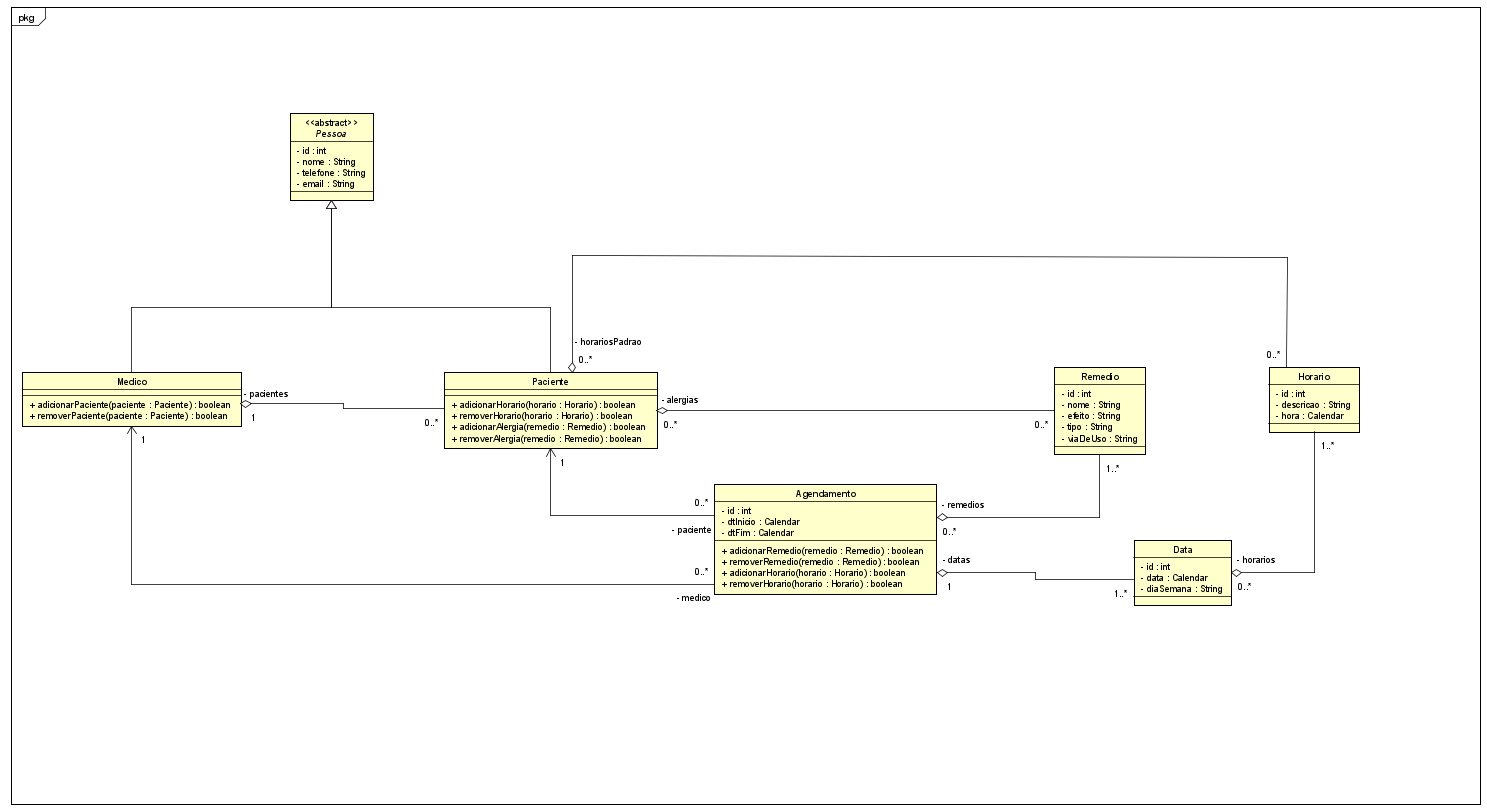 pkg
<<abstract>>
Pessoa
- id : int
- nome : String
- telefone : String
- email : String
- horariosPadrao
0..*
0..*
Medico
+ adicionarPaciente(paciente : Paciente) : boolean
+ removerPaciente(paciente : Paciente) : boolean
- pacientes
1
0..*
1
Paciente
+ adicionarHorario(horario : Horario) : boolean
+ removerHorario(horario : Horario) : boolean
+ adicionarAlergia(remedio : Remedio) : boolean
+ removerAlergia(remedio : Remedio) : boolean
- alergias
0..*
0..*
1
Remedio
- id : int
- nome : String
- efeito : String
- tipo : String
- viaDeUso : String
1..*
Horario
- id : int
- descricao : String
- hora : Calendar
1..*
0..*
- paciente
0..*
- medico
Agendamento
- id : int
- dtInicio : Calendar
- dtFim : Calendar
+ adicionarRemedio(remedio : Remedio) : boolean
+ removerRemedio(remedio : Remedio) : boolean
+ adicionarHorario(horario : Horario) : boolean
+ removerHorario(horario : Horario) : boolean
- remedios
0..*
- datas
1
1..*
Data
- id : int
- data : Calendar
- diaSemana : String
- horarios
0..*